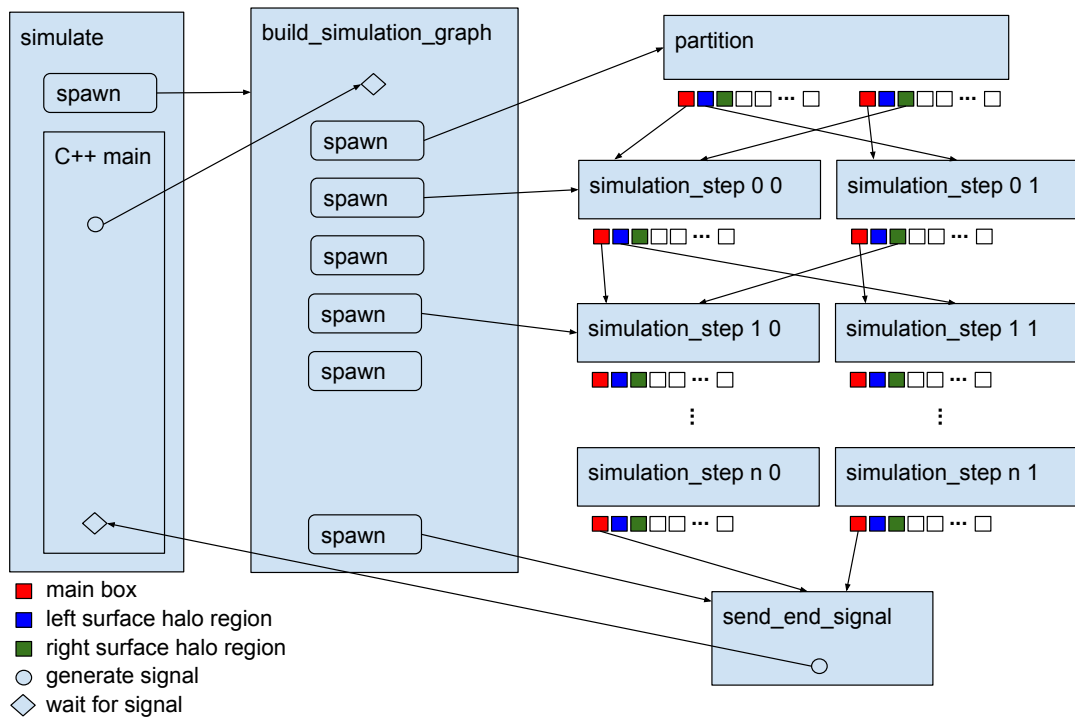 simulate
spawn
C++ main
build_simulation_graph
spawn
spawn
spawn
spawn
spawn
spawn
partition
... ...
simulation_step 0 0
simulation_step 0 1
... ...
simulation_step 1 0
simulation_step 1 1
... ...
⋮ ⋮
simulation_step n 0
simulation_step n 1
... ...
send_end_signal
main box
left surface halo region
right surface halo region
generate signal
wait for signal